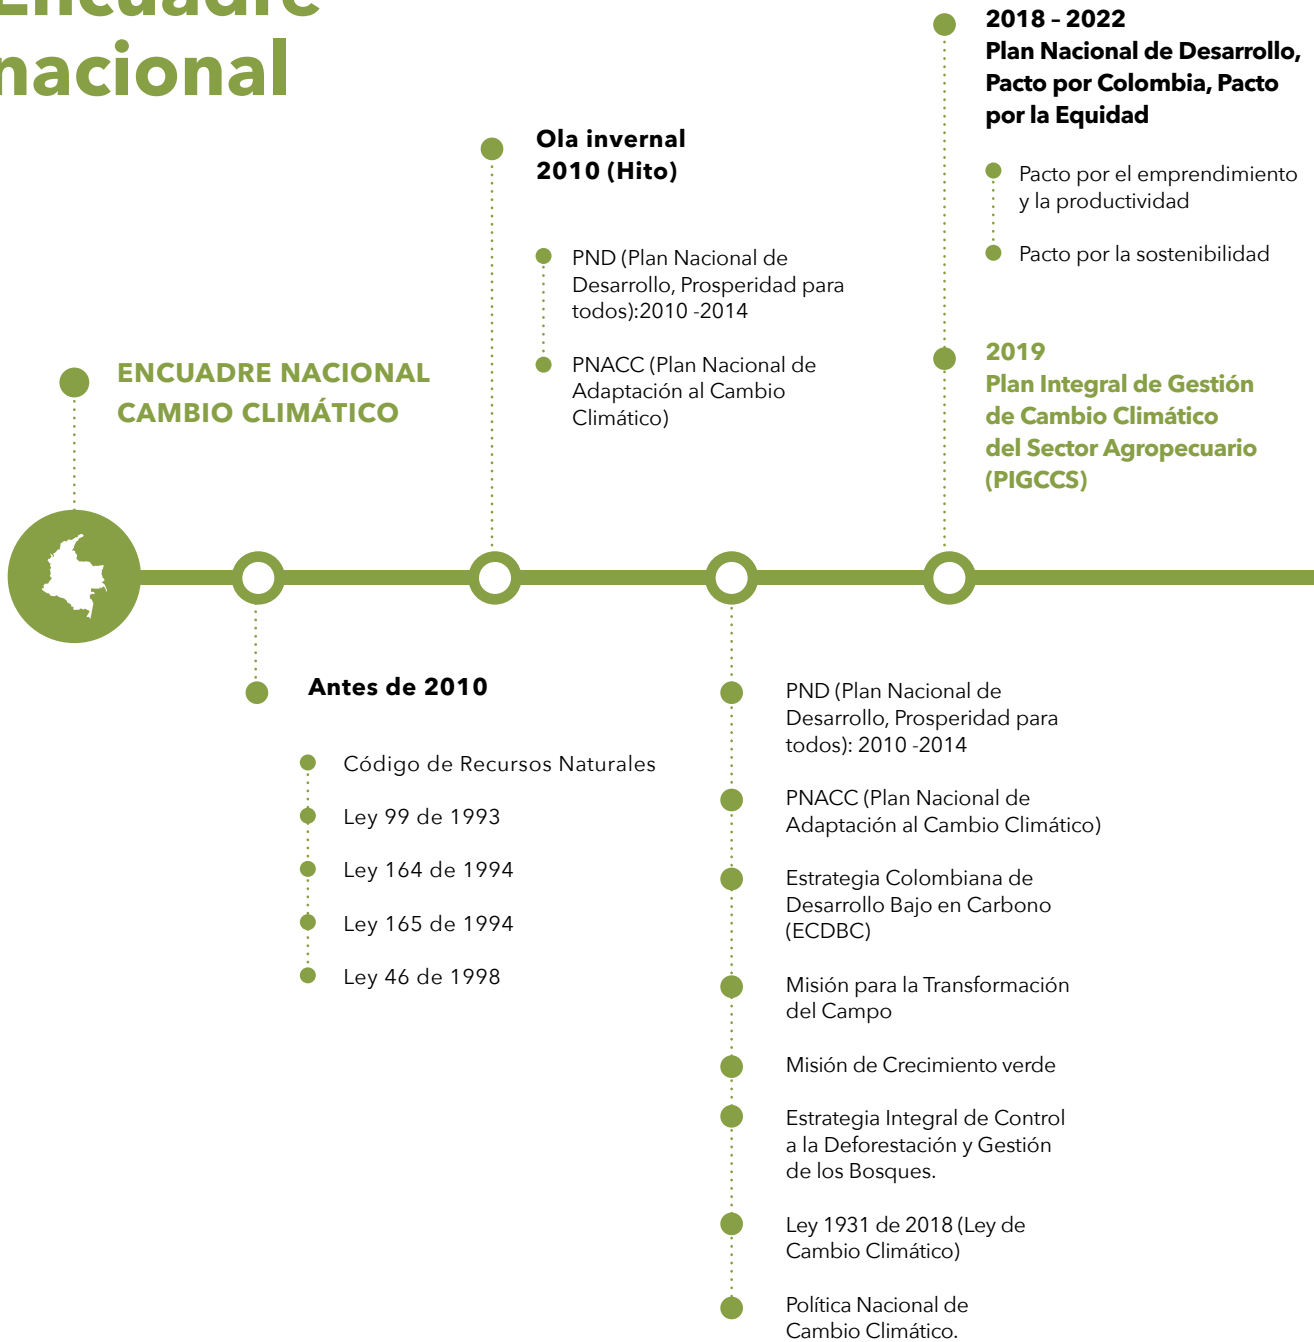 Encuadre
nacional
ENCUADRE NACIONAL
CAMBIO CLIMÁTICO
Antes de 2010
Código de Recursos Naturales
Ley 99 de 1993
Ley 164 de 1994
Ley 165 de 1994
Ley 46 de 1998
Ola invernal
2010 (Hito)
PND (Plan Nacional de
Desarrollo, Prosperidad para
todos):2010 -2014
PNACC (Plan Nacional de
Adaptación al Cambio
Climático)
PND (Plan Nacional de
Desarrollo, Prosperidad para
todos): 2010 -2014
PNACC (Plan Nacional de
Adaptación al Cambio Climático)
Estrategia Colombiana de
Desarrollo Bajo en Carbono
(ECDBC)
Misión para la Transformación
del Campo
Misión de Crecimiento verde
Estrategia Integral de Control
a la Deforestación y Gestión
de los Bosques.
Ley 1931 de 2018 (Ley de
Cambio Climático)
Política Nacional de
Cambio Climático.
2018 – 2022
Plan Nacional de Desarrollo,
Pacto por Colombia, Pacto
por la Equidad
Pacto por el emprendimiento
y la productividad
Pacto por la sostenibilidad
2019
Plan Integral de Gestión
de Cambio Climático
del Sector Agropecuario
(PIGCCS)